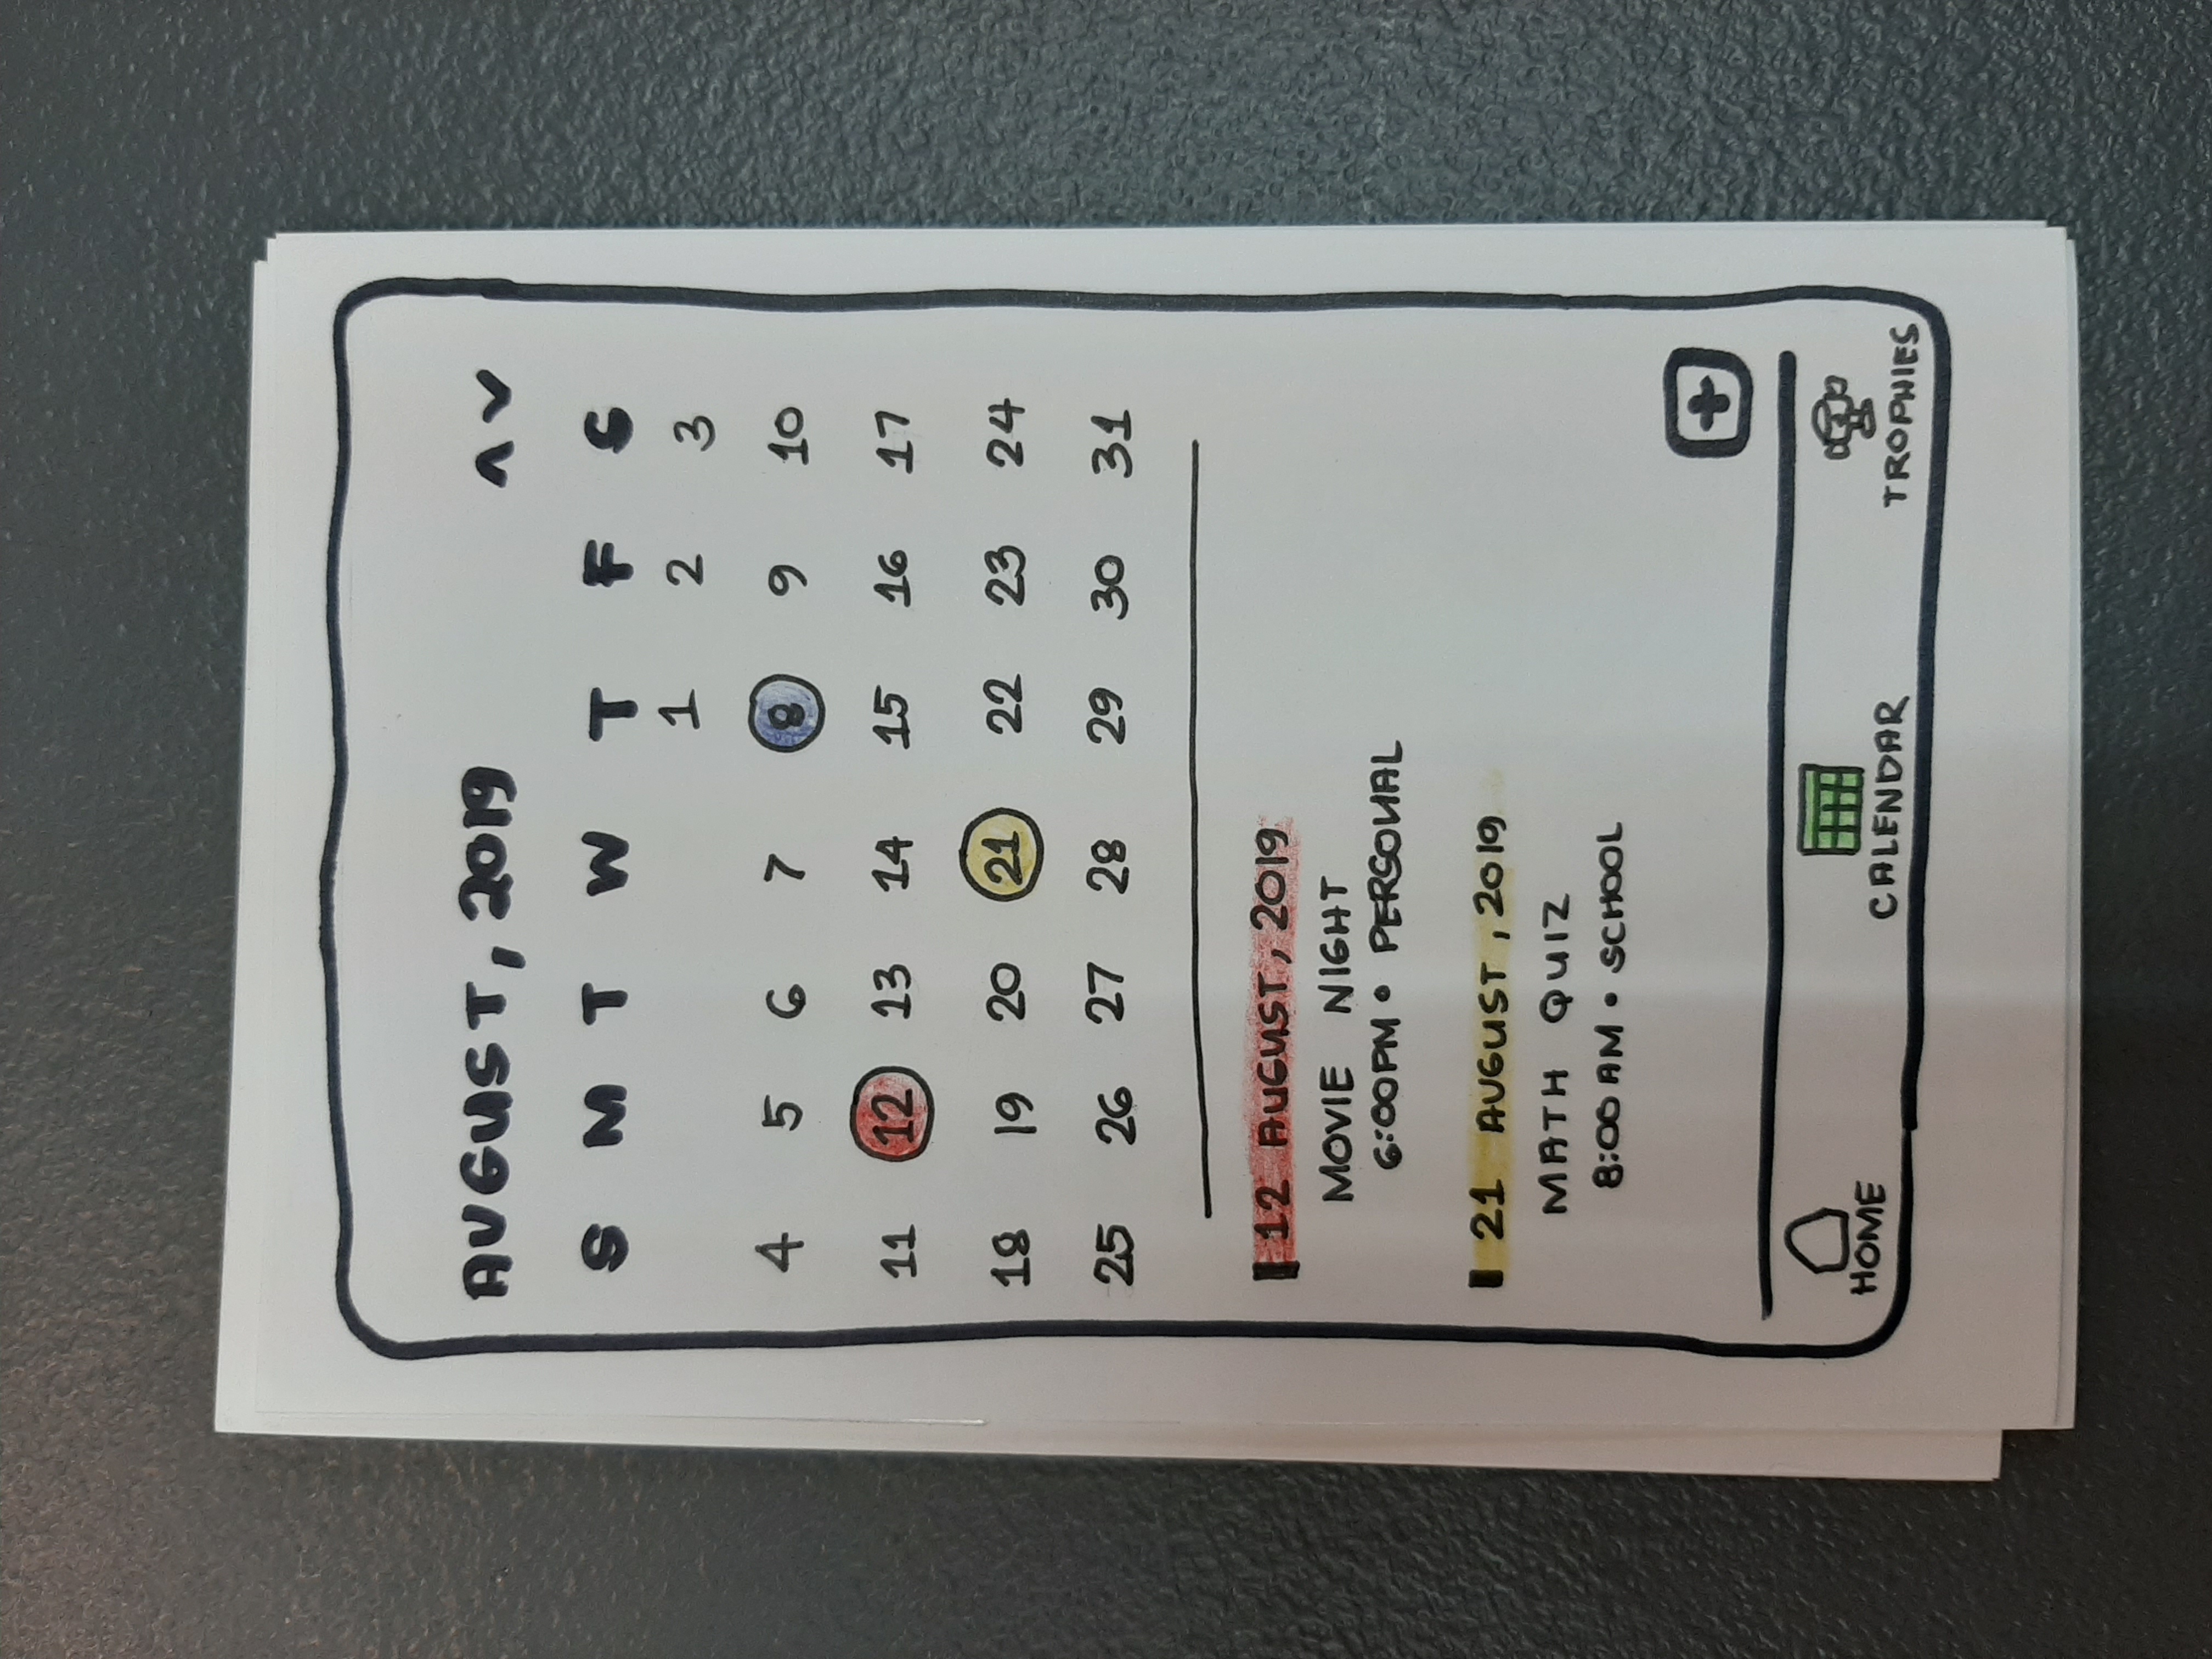 AUGUST, 2019
S M T W T F S
1 2 3
4 5 6 7 8 9 10
11 12 13 14 15 16 17
18 19 20 21 22 23 24
25 26 27 28 29 30 31
12 AUGUST, 2019
MOVIE NIGHT
6:00PM • PERSONAL
21 AUGUST, 2019
MATH QUIZ
8:00 AM • SCHOOL
HOME CALENDAR TROPHIES